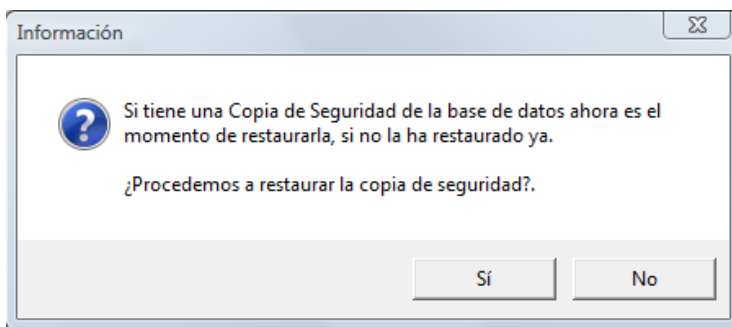 Información
Si tiene una Copia de Seguridad de la base de datos ahora es el
momento de restaurarla, si no la ha restaurado ya.
¿Procedemos a restaurar la copia de seguridad?.
Sí
No